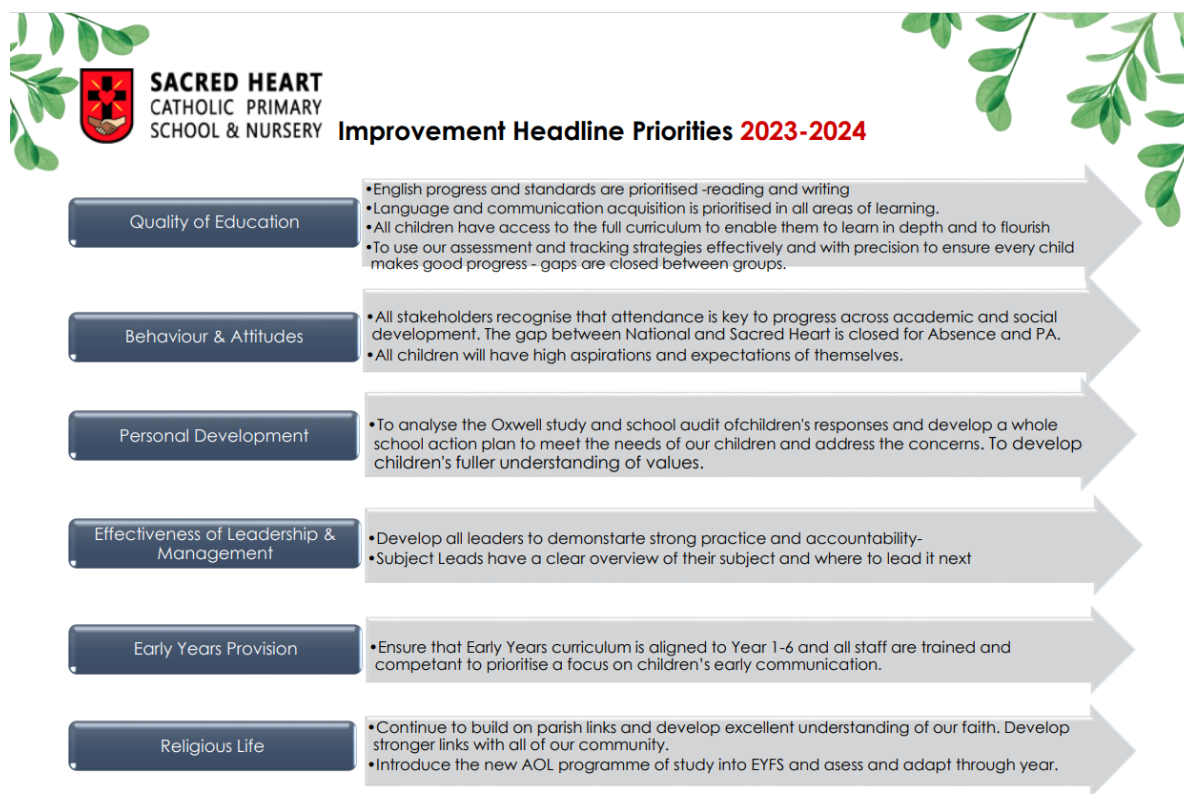 SACRED HEART
CATHOLIC PRIMARY
SCHOOL & NURSERY
Improvement Headline Priorities 2023-2024
Quality of Education
•English progress and standards are prioritised -reading and writing
•Language and communication acquisition is prioritised in all areas of learning.
•All children have access to the full curriculum to enable them to learn in depth and to flourish
•To use our assessment and tracking strategies effectively and with precision to ensure every child
makes good progress - gaps are closed between groups.
Behaviour & Attitudes
•All stakeholders recognise that attendance is key to progress across academic and social
development. The gap between National and Sacred Heart is closed for Absence and PA.
•All children will have high aspirations and expectations of themselves.
Personal Development
•To analyse the Oxwell study and school audit ofchildren's responses and develop a whole
school action plan to meet the needs of our children and address the concerns. To develop
children's fuller understanding of values.
Effectiveness of Leadership &
Management
•Develop all leaders to demonstarte strong practice and accountability-
•Subject Leads have a clear overview of their subject and where to lead it next
Early Years Provision
•Ensure that Early Years curriculum is aligned to Year 1-6 and all staff are trained and
competant to prioritise a focus on children’s early communication.
Religious Life
•Continue to build on parish links and develop excellent understanding of our faith. Develop
stronger links with all of our community.
•Introduce the new AOL programme of study into EYFS and asess and adapt through year.